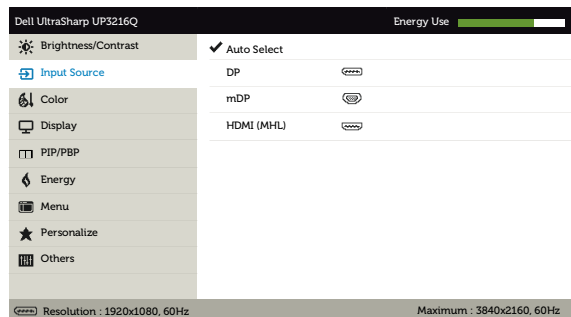 Dell UltraSharp UP3216Q Energy Use
Brightness/Contrast
Auto Select
Input Source
DP
Color
mDP
Display
HDMI (MHL)
PIP/PBP
Energy
Menu
Personalize
Others
Resolution : 1920x1080, 60Hz Maximum : 3840x2160, 60Hz